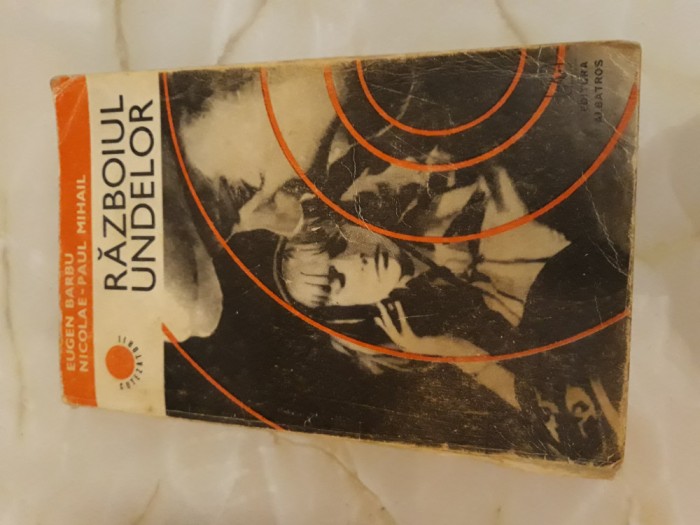 EUGEN BARBU
NICOLAE-PAUL MIHAIL
RĂZBOIUL
UNDELOR
EDITURA
ALBATROS